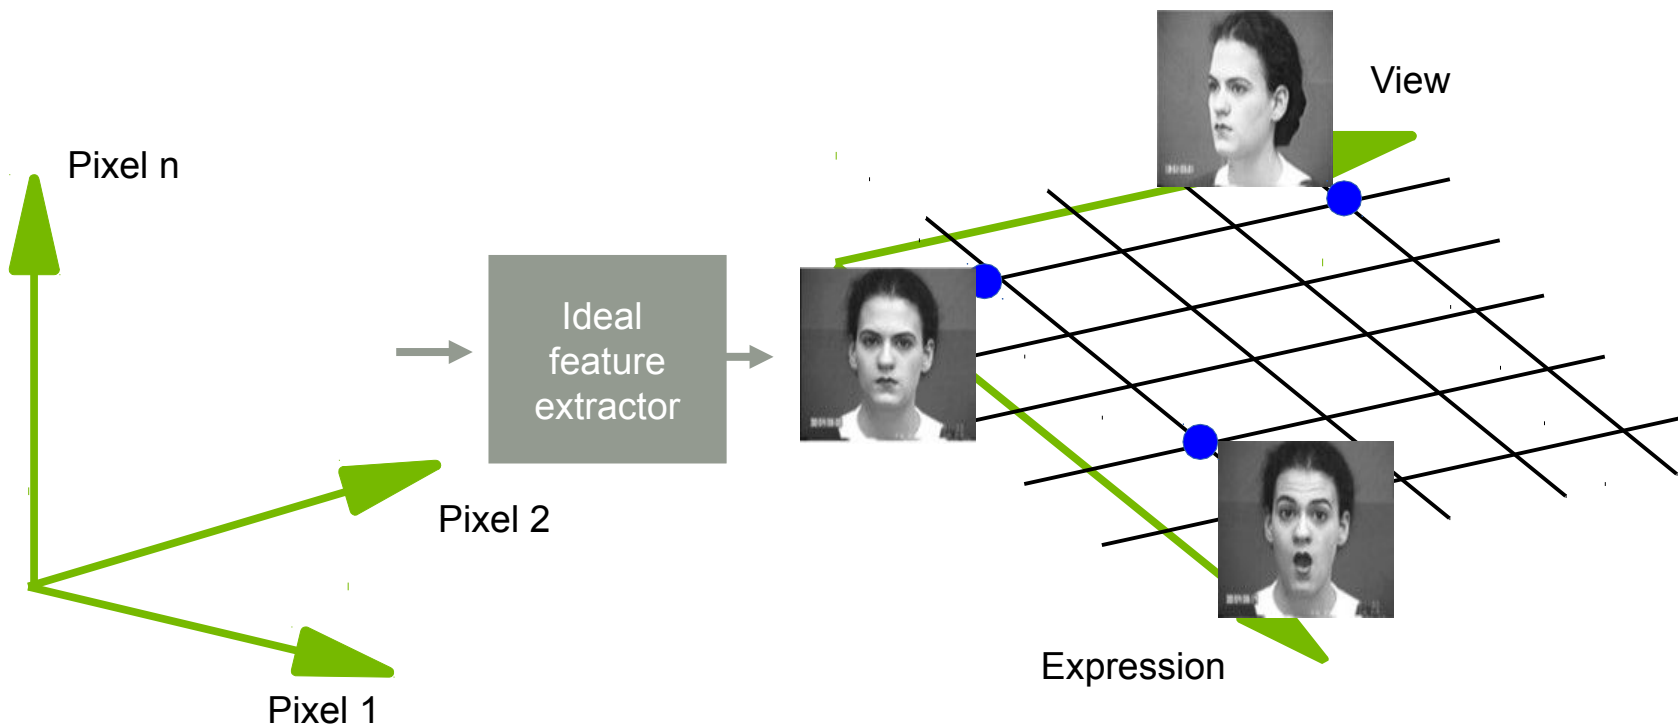 View
Pixel n
Ideal
feature
extractor
Pixel 2
Expression
Pixel 1